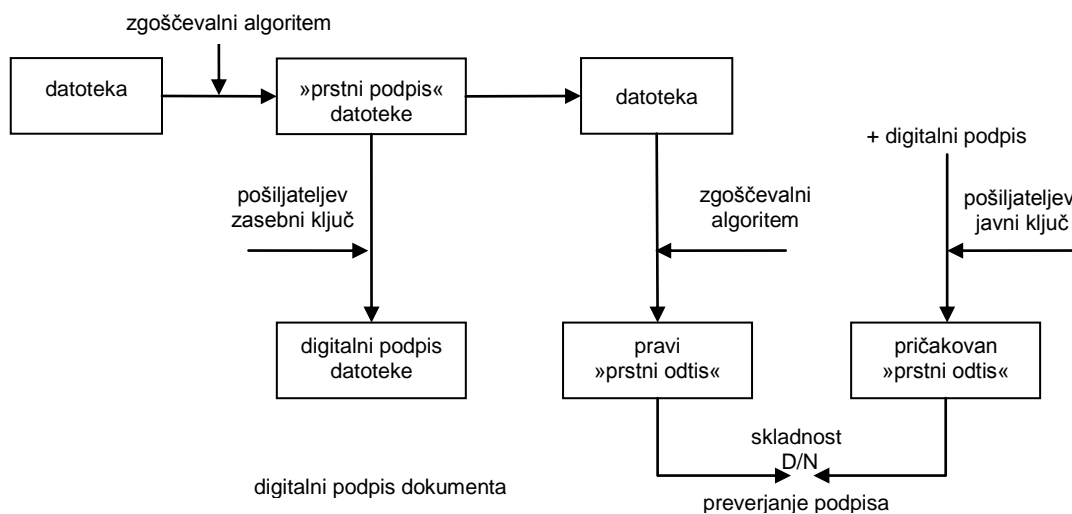 zgoščevalni algoritem
datoteka
»prstni podpis«
datoteke
datoteka
+ digitalni podpis
pošiljateljev
zasebni ključ
zgoščevalni
algoritem
pošiljateljev
javni ključ
digitalni podpis
datoteke
pravi
»prstni odtis«
pričakovan
»prstni odtis«
skladnost
D/N
digitalni podpis dokumenta
preverjanje podpisa